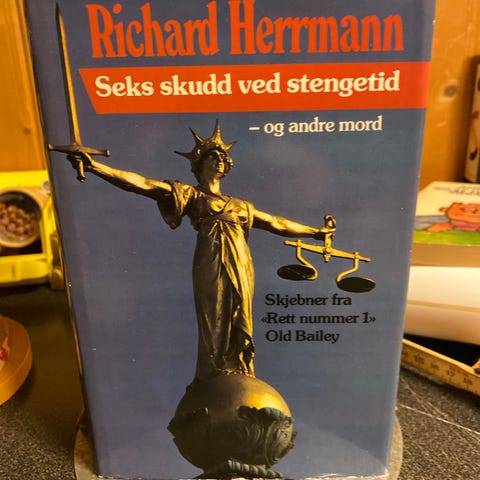 Richard Herrmann
Seks skudd ved stengetid
– og andre mord
Skjebner fra
«Rett nummer 1»
Old Bailey